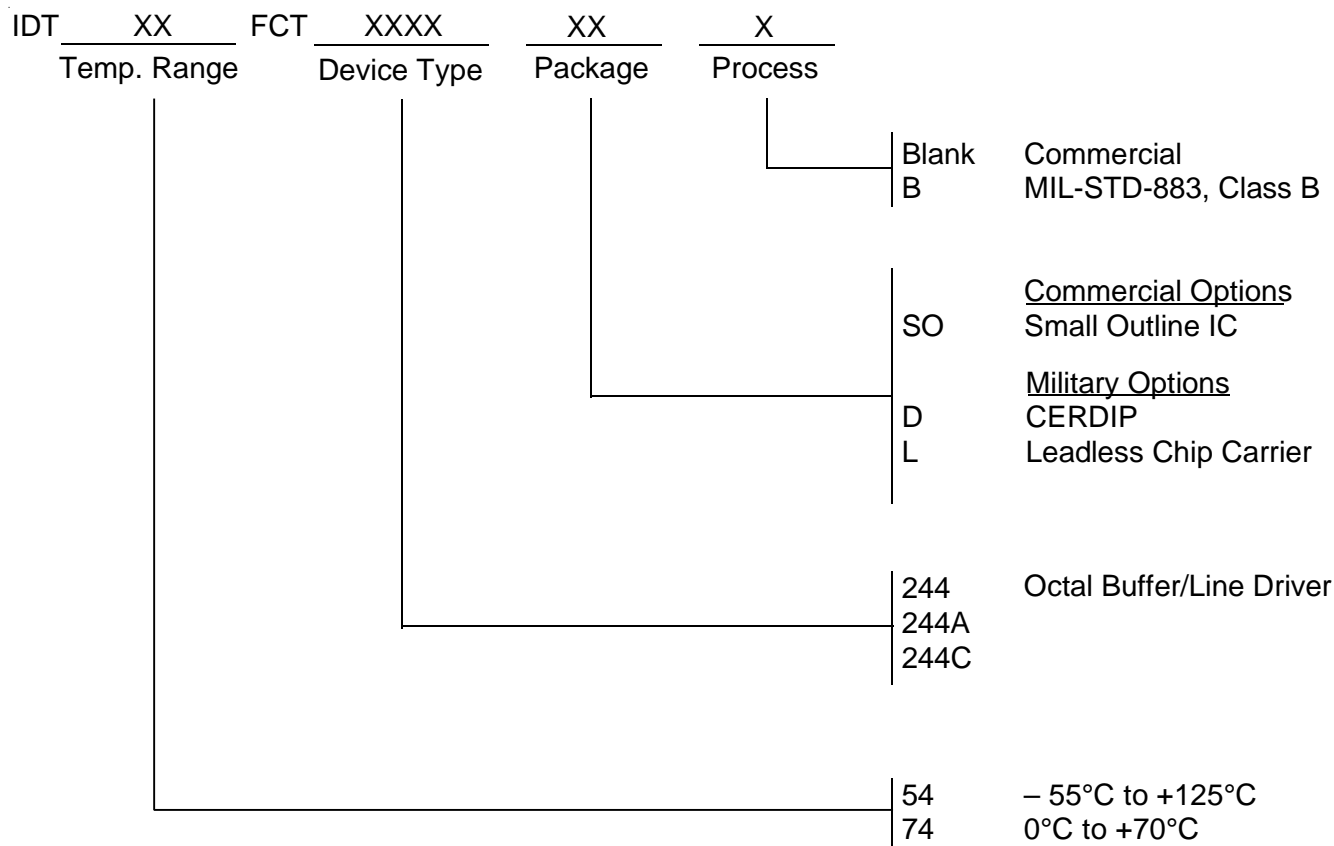 IDT XX FCT XXXX XX X
Temp. Range Device Type Package Process
Blank Commercial
B MIL-STD-883, Class B
Commercial Options
SO Small Outline IC
Military Options
D CERDIP
L Leadless Chip Carrier
244 Octal Buffer/Line Driver
244A
244C
54 – 55°C to +125°C
74 0°C to +70°C